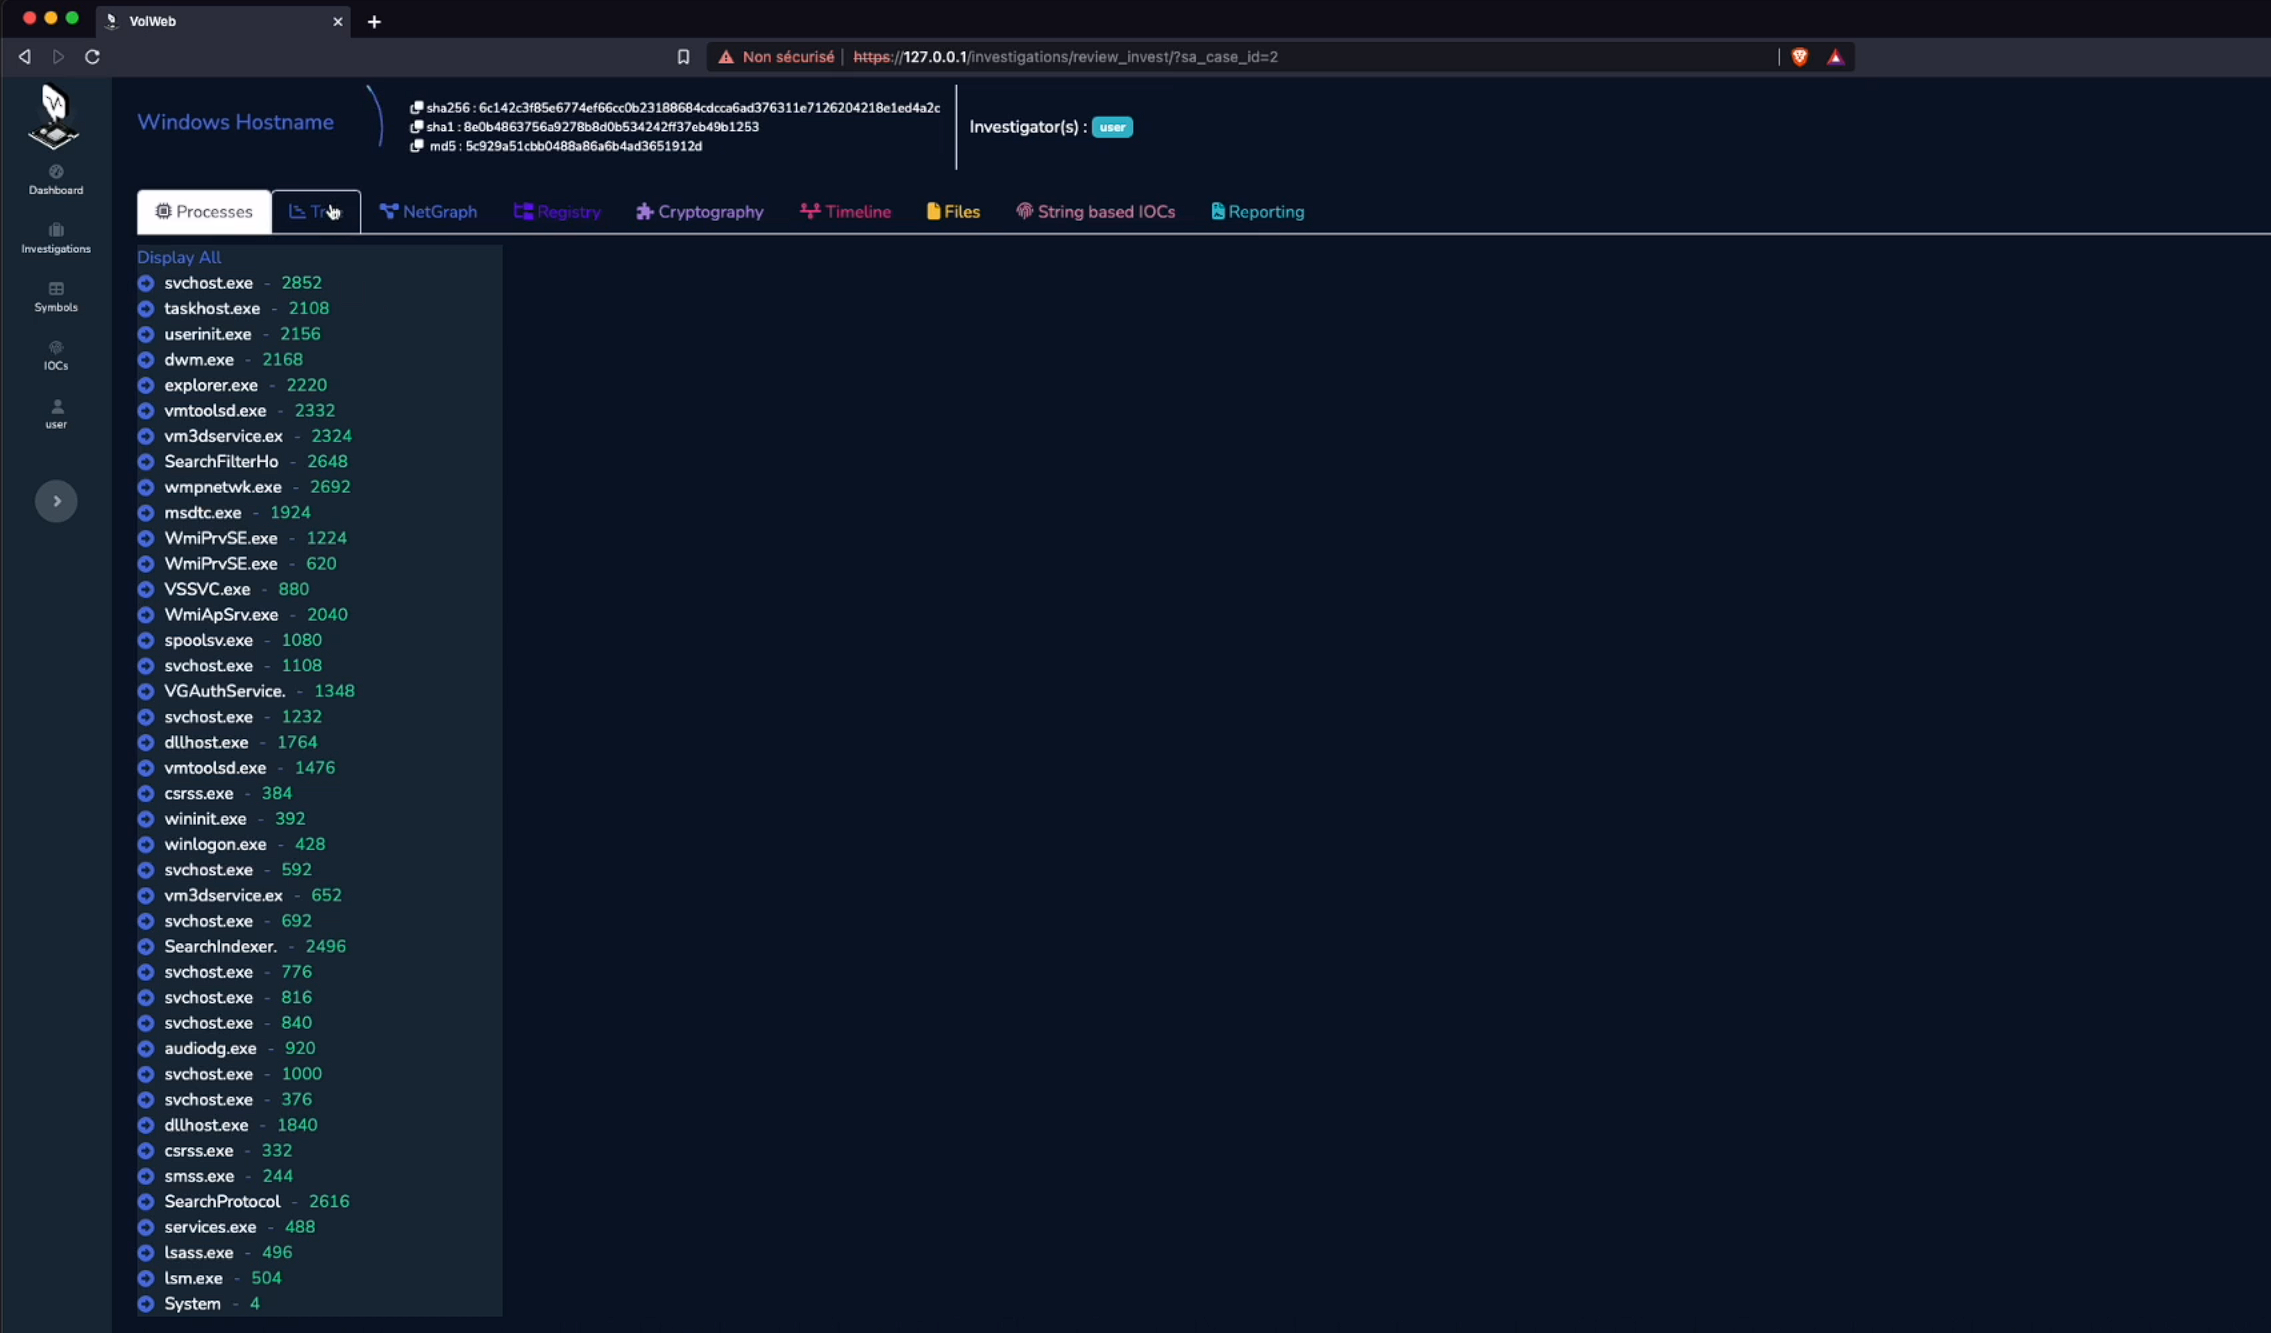 VolWeb
Non sécurisé https://127.0.0.1/investigations/review_invest/?sa_case_id=2
Windows Hostname
sha256 : 6c142c3f85e6774ef66cc0b23188684cdcca6ad376311e7126204218e1ed4a2c
sha1 : 8e0b4863756a9278b8d0b534242ff37eb49b1253
md5 : 5c929a51cbb0488a86a6b4ad3651912d
Investigator(s) : user
Dashboard
Investigations
Symbols
IOCs
user
Processes NetGraph Registry Cryptography Timeline Files String based IOCs Reporting
Display All
svchost.exe - 2852
taskhost.exe - 2108
userinit.exe - 2156
dwm.exe - 2168
explorer.exe - 2220
vmtoolsd.exe - 2332
vm3dservice.ex - 2324
SearchFilterHo - 2648
wmpnetwk.exe - 2692
msdtc.exe - 1924
WmiPrvSE.exe - 1224
WmiPrvSE.exe - 620
VSSVC.exe - 880
WmiApSrv.exe - 2040
spoolsv.exe - 1080
svchost.exe - 1108
VGAuthService. - 1348
svchost.exe - 1232
dllhost.exe - 1764
vmtoolsd.exe - 1476
csrss.exe - 384
wininit.exe - 392
winlogon.exe - 428
svchost.exe - 592
vm3dservice.ex - 652
svchost.exe - 692
SearchIndexer. - 2496
svchost.exe - 776
svchost.exe - 816
svchost.exe - 840
audiodg.exe - 920
svchost.exe - 1000
svchost.exe - 376
dllhost.exe - 1840
csrss.exe - 332
smss.exe - 244
SearchProtocol - 2616
services.exe - 488
lsass.exe - 496
lsm.exe - 504
System - 4